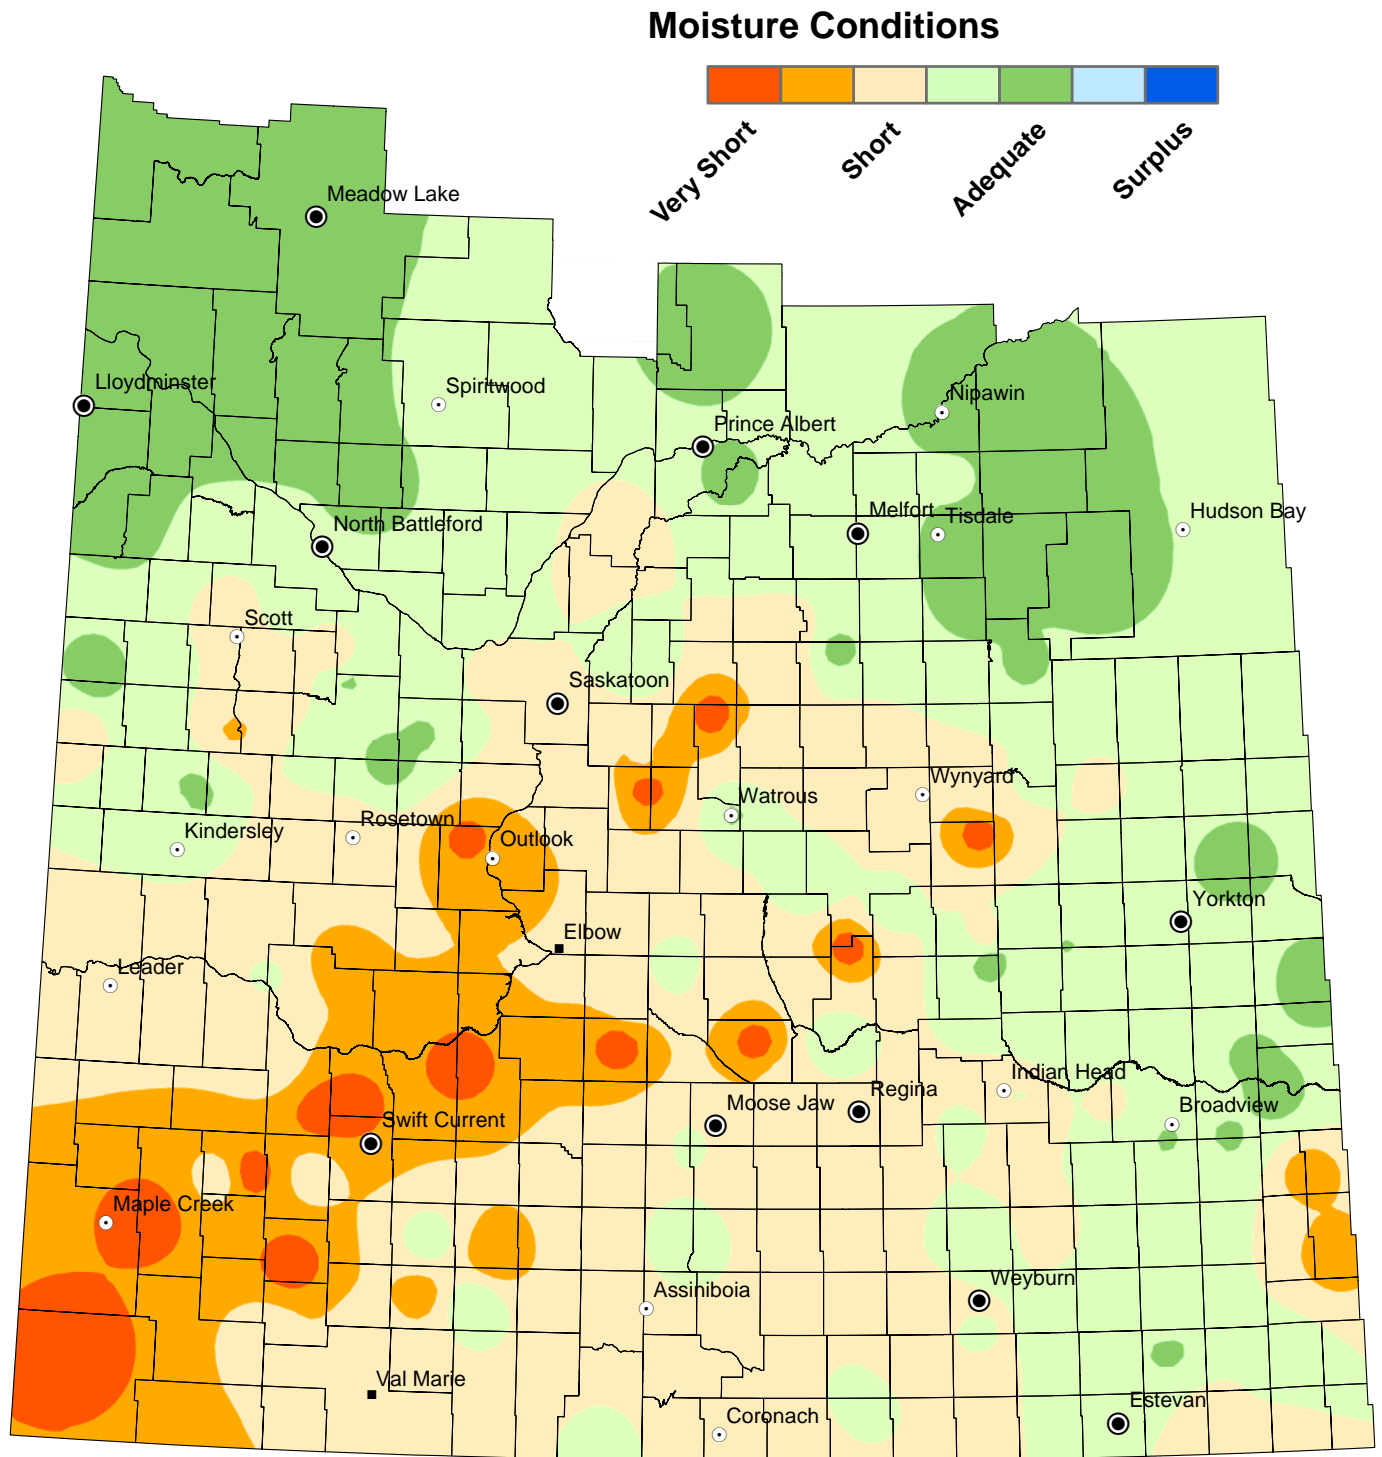 Moisture Conditions
Very Short
Short
Adequate
Surplus
Meadow Lake
Lloydminster
Spiritwood
Nipawin
Prince Albert
Melfort
Tisdale
Hudson Bay
North Battleford
Scott
Saskatoon
Wynyard
Watrous
Rosetown
Kindersley
Outlook
Yorkton
Elbow
Leader
Indian Head
Regina
Moose Jaw
Broadview
Swift Current
Maple Creek
Weyburn
Assiniboia
Val Marie
Estevan
Coronach